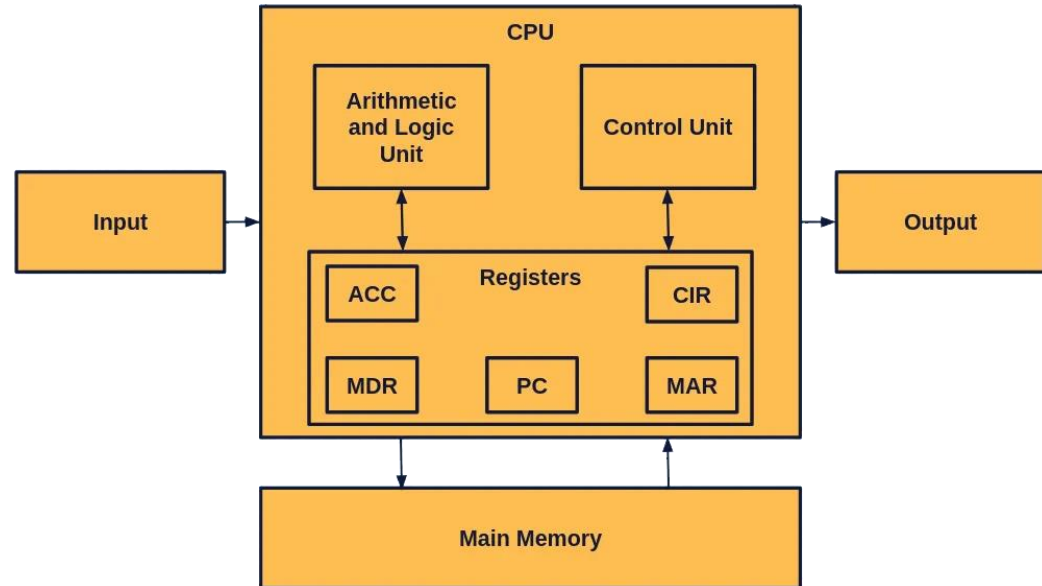 CPU
Arithmetic
and Logic
Unit
Control Unit
Input
Output
Registers
ACC
CIR
MDR
PC
MAR
Main Memory